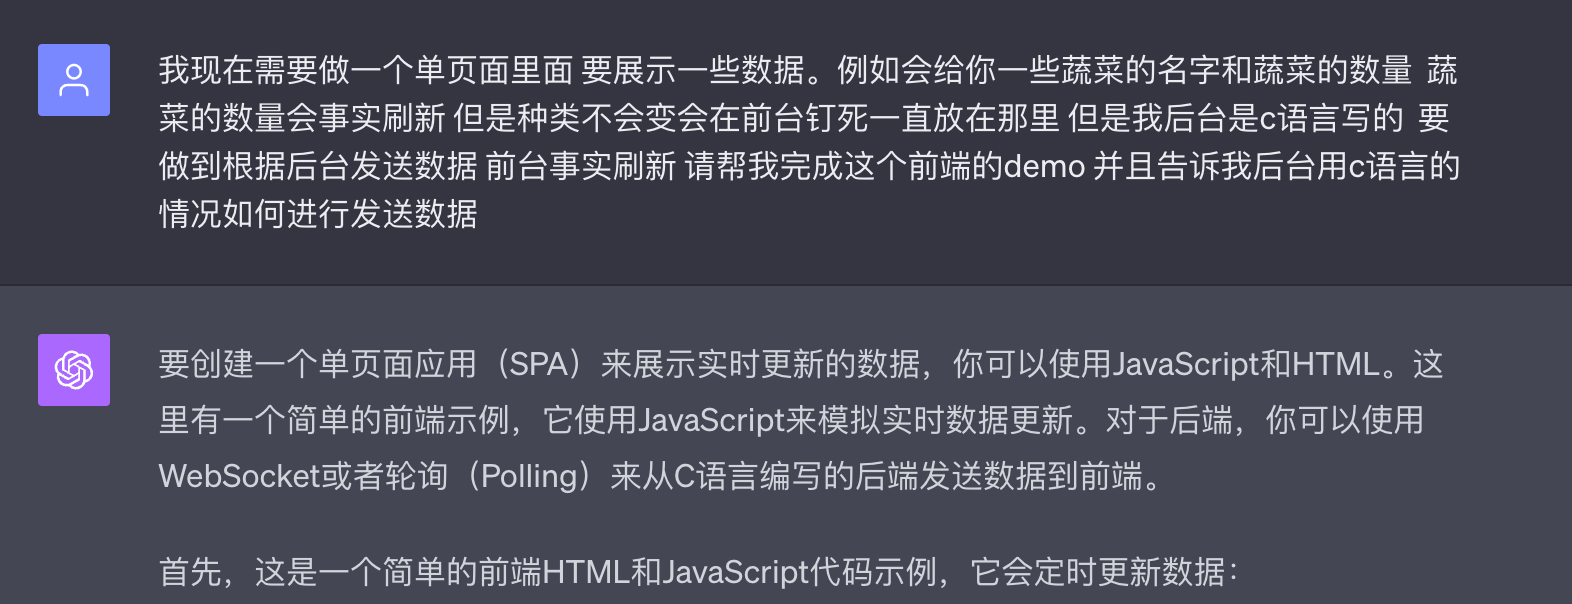 我现在需要做一个单页面里面 要展示一些数据。例如会给你一些蔬菜的名字和蔬菜的数量  蔬
菜的数量会事实刷新 但是种类不会变会在前台钉死一直放在那里 但是我后台是c语言写的  要
做到根据后台发送数据 前台事实刷新 请帮我完成这个前端的demo 并且告诉我后台用c语言的
情况如何进行发送数据
要创建一个单页面应用（SPA）来展示实时更新的数据，你可以使用JavaScript和HTML。这
里有一个简单的前端示例，它使用JavaScript来模拟实时数据更新。对于后端，你可以使用
WebSocket或者轮询（Polling）来从C语言编写的后端发送数据到前端。
首先，这是一个简单的前端HTML和JavaScript代码示例，它会定时更新数据：